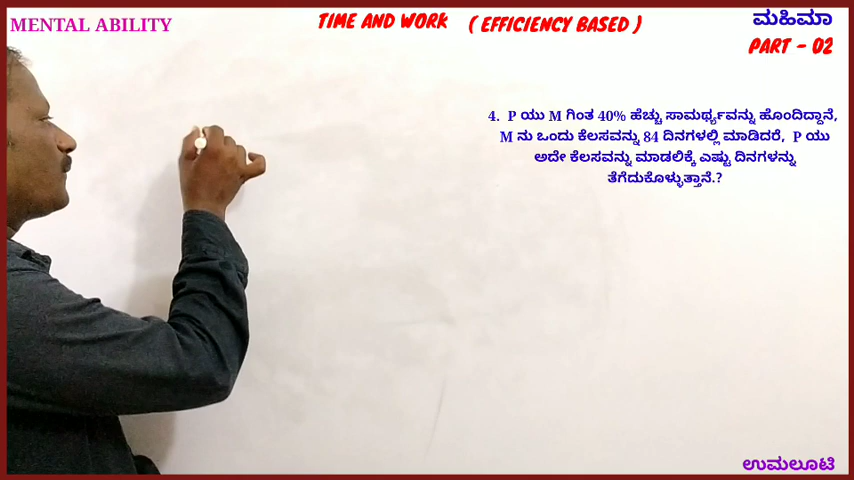 MENTAL ABILITY
TIME AND WORK ( EFFICIENCY BASED )
ಮಹಿಮಾ
PART - 02
4. P ಯು M ಗಿಂತ 40% ಹೆಚ್ಚು ಸಾಮರ್ಥ್ಯವನ್ನು ಹೊಂದಿದ್ದಾನೆ,
M ನು ಒಂದು ಕೆಲಸವನ್ನು 84 ದಿನಗಳಲ್ಲಿ ಮಾಡಿದರೆ, P ಯು
ಅದೇ ಕೆಲಸವನ್ನು ಮಾಡಲಿಕ್ಕೆ ಎಷ್ಟು ದಿನಗಳನ್ನು
ತೆಗೆದುಕೊಳ್ಳುತ್ತಾನೆ.?
ಉಮಲೂಟಿ